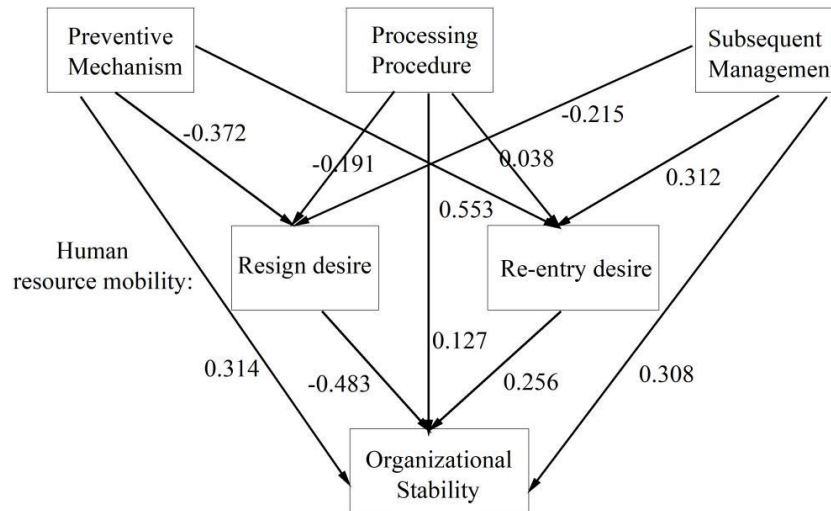 Preventive
Mechanism
Processing
Procedure
Subsequent
Management
-0.372
-0.191
0.038
-0.215
0.312
0.553
Human
resource mobility:
Resign desire
Re-entry desire
0.314
-0.483
0.127
0.256
0.308
Organizational
Stability